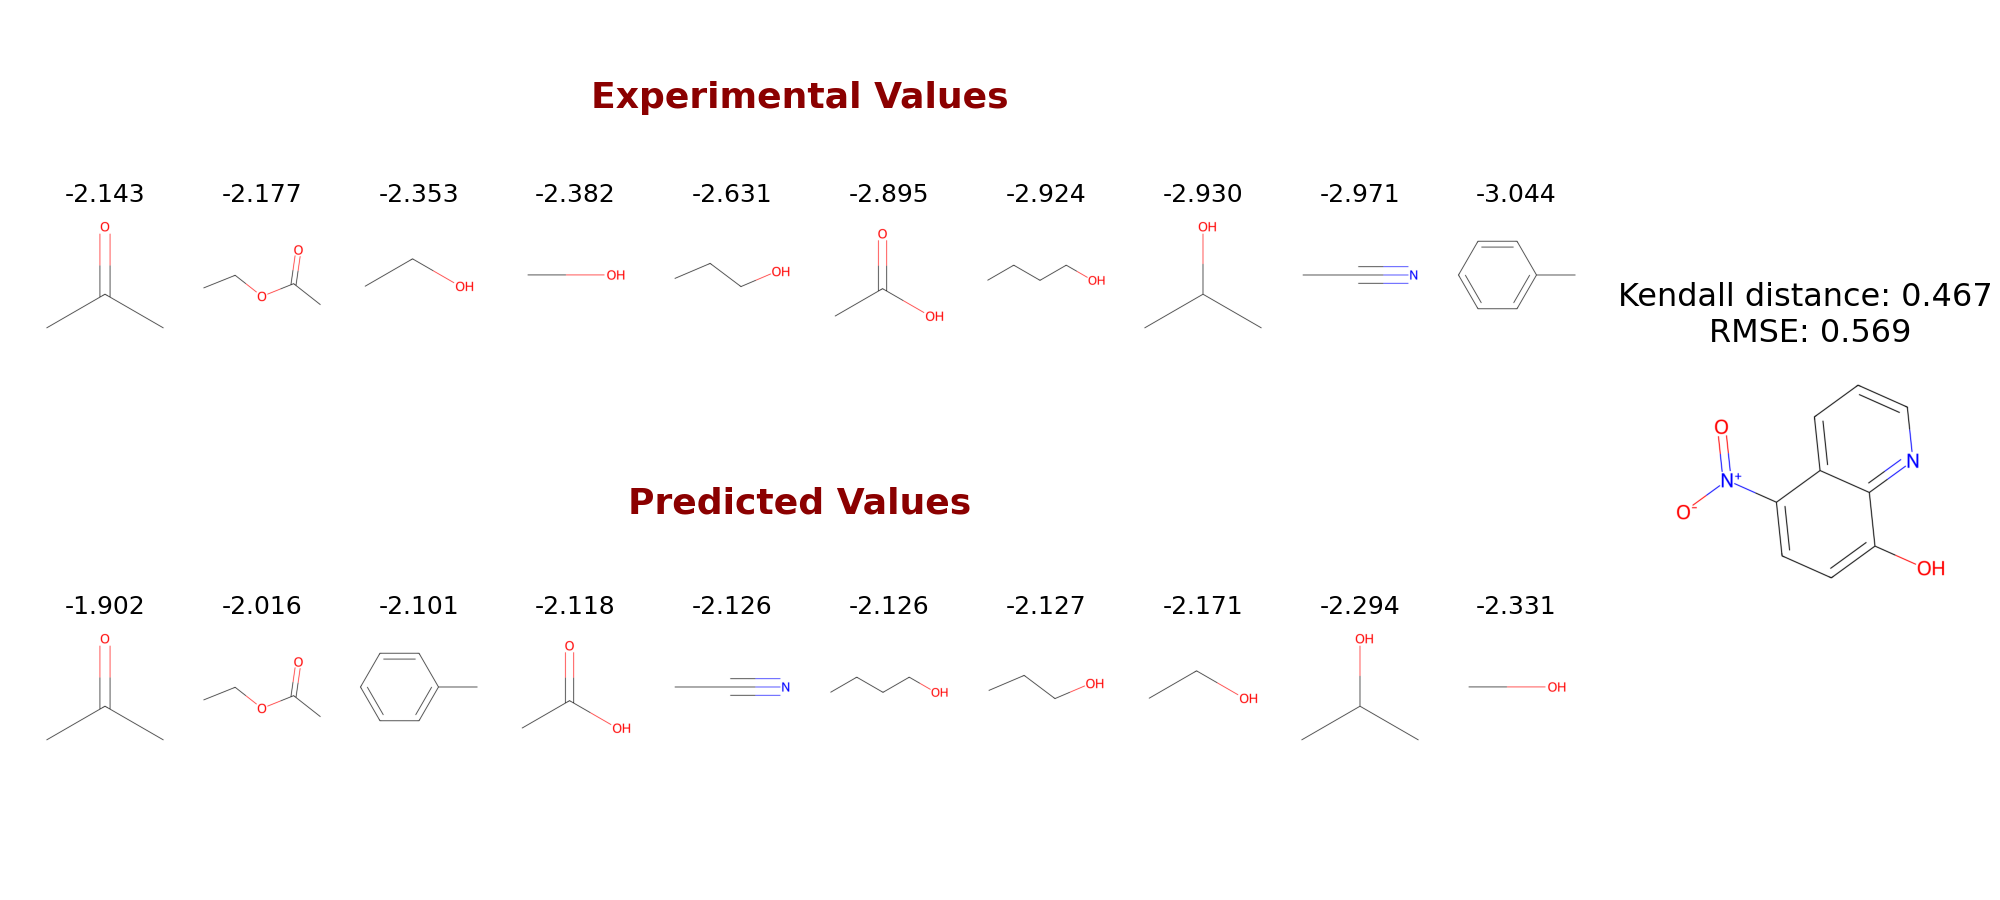 Experimental Values
-2.143 -2.177 -2.353 -2.382 -2.631 -2.895 -2.924 -2.930 -2.971 -3.044
O O O OH OH OH O OH OH OH N
Kendall distance: 0.467
RMSE: 0.569
O N+ O- N OH
Predicted Values
-1.902 -2.016 -2.101 -2.118 -2.126 -2.126 -2.127 -2.171 -2.294 -2.331
O O O O OH N OH OH OH OH OH